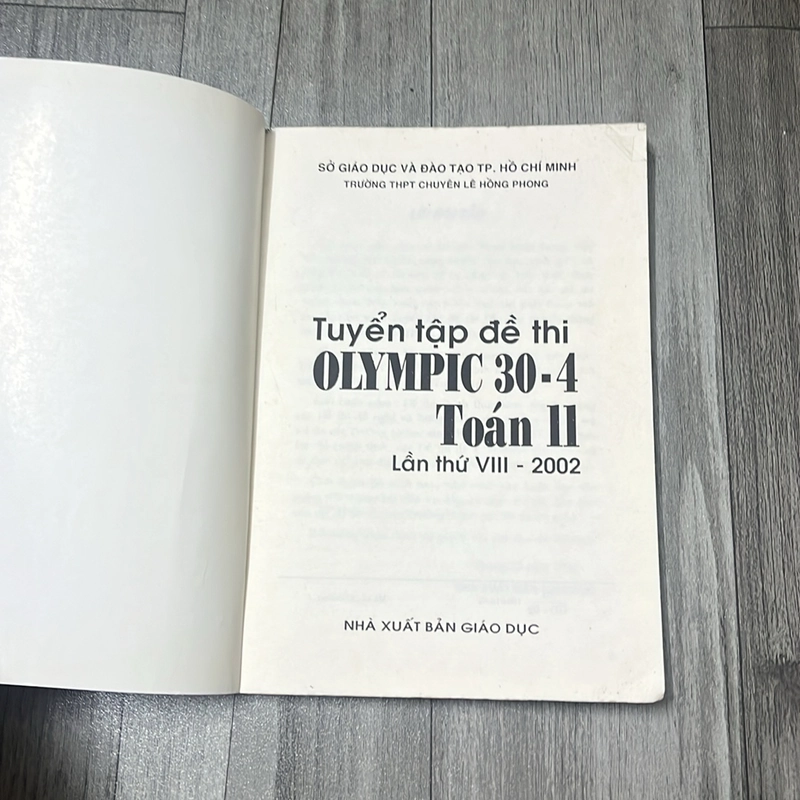 SỞ GIÁO DỤC VÀ ĐÀO TẠO TP. HỒ CHÍ MINH
TRƯỜNG THPT CHUYÊN LÊ HỒNG PHONG
Tuyển tập đề thi
OLYMPIC 30-4
Toán 11
Lần thứ VIII - 2002
NHÀ XUẤT BẢN GIÁO DỤC